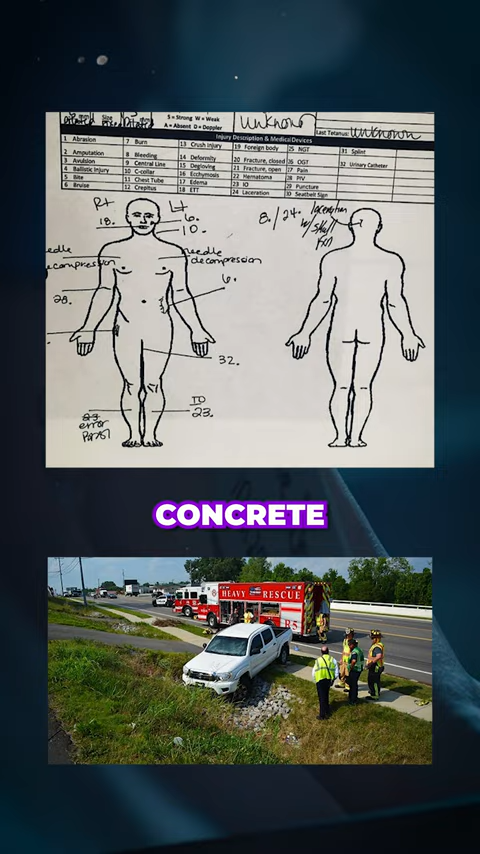 S = Strong W = Weak
A = Absent D = Doppler
Unknown
Last Tetanus: Unknown
Injury Description & Medical Devices
1 Abrasion 7 Burn 13 Crush Injury 19 Foreign body 25 NGT 31 Splint
2 Amputation 8 Bleeding 14 Deformity 20 Fracture, closed 26 OGT 32 Urinary Catheter
3 Avulsion 9 Central Line 15 Degloving 21 Fracture, open 27 Pain
4 Ballistic Injury 10 C-collar 16 Ecchymosis 22 Hematoma 28 PIV
5 Bite 11 Chest Tube 17 Edema 23 IO 29 Puncture
6 Bruise 12 Crepitus 18 ETT 24 Laceration 30 Seatbelt Sign
Rt Lt
18. 6.
10.
8./24. laceration
w/ skull
edle needle
ecompression decompression
6.
28.
32.
IO
23. 23.
error
CONCRETE
HEAVY RESCUE
R5